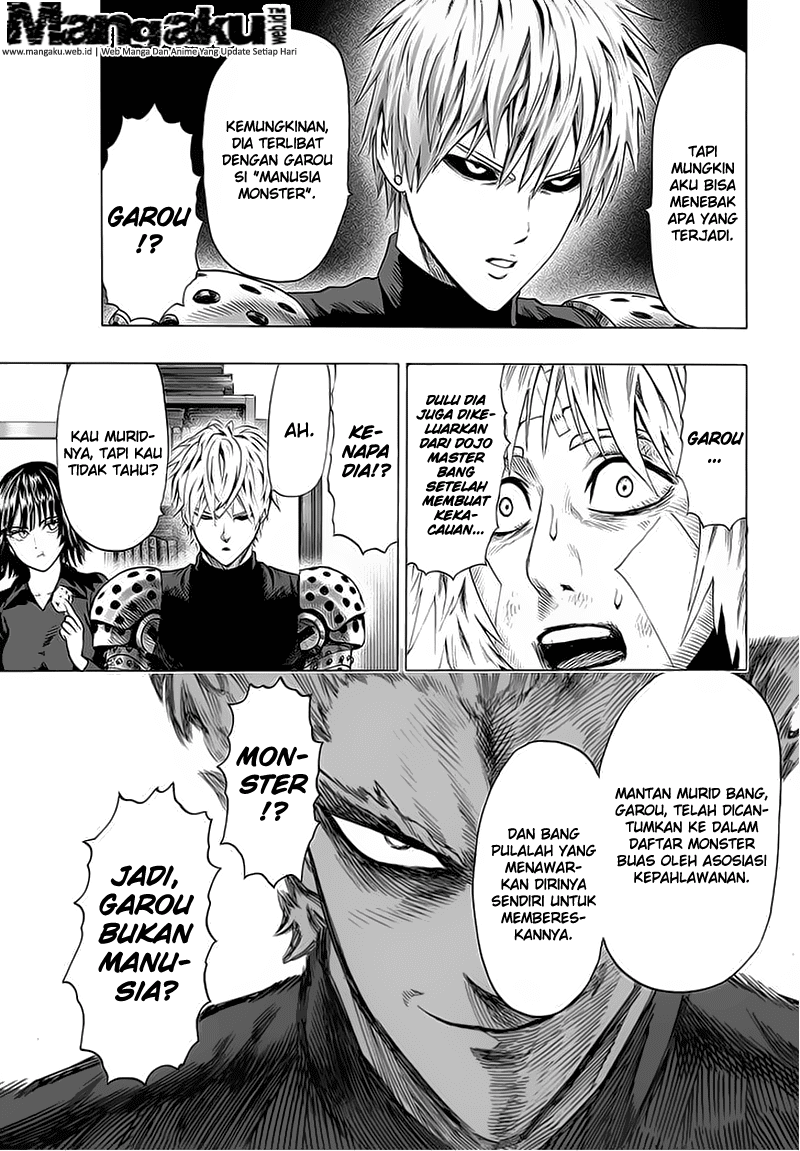 Mangaku
web.id
www.mangaku.web.id | Web Manga Dan Anime Yang Update Setiap Hari
TAPI
MUNGKIN
AKU BISA
MENEBAK
APA YANG
TERJADI.
KEMUNGKINAN,
DIA TERLIBAT
DENGAN GAROU
SI "MANUSIA
MONSTER".
GAROU
!?
GAROU
...
DULU DIA
JUGA DIKE-
LUARKAN
DARI DOJO
MASTER
BANG
SETELAH
MEMBUAT
KEKA-
CAUAN...
KE-
NAPA
DIA!?
AH.
KAU MURID-
NYA, TAPI KAU
TIDAK TAHU?
MANTAN MURID BANG,
GAROU, TELAH DICAN-
TUMKAN KE DALAM
DAFTAR MONSTER
BUAS OLEH ASOSIASI
KEPAHLAWANAN.
DAN BANG
PULALAH YANG
MENAWAR-
KAN DIRINYA
SENDIRI UNTUK
MEMBERES-
KANNYA.
MON-
STER
!?
JADI,
GAROU
BUKAN
MANU-
SIA?